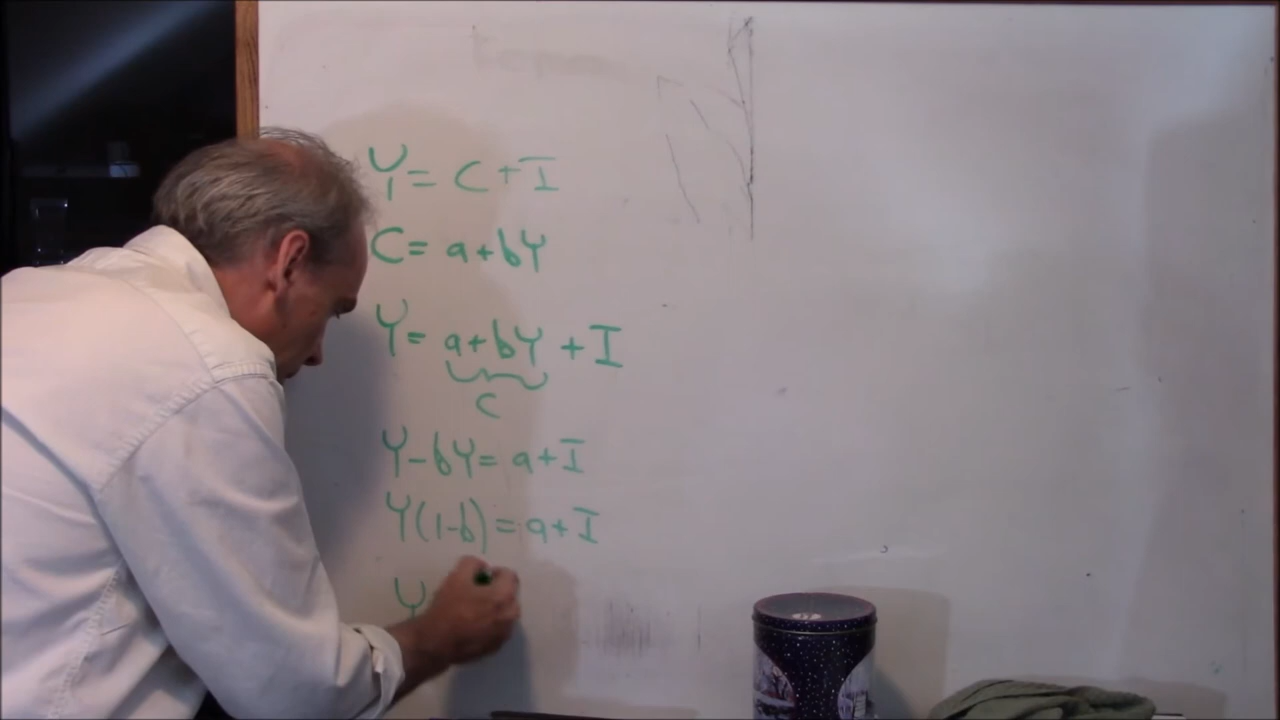 Y = C + I
C = a + bY
Y = a + bY + I
C
Y - bY = a + I
Y(1-b) = a + I
Y